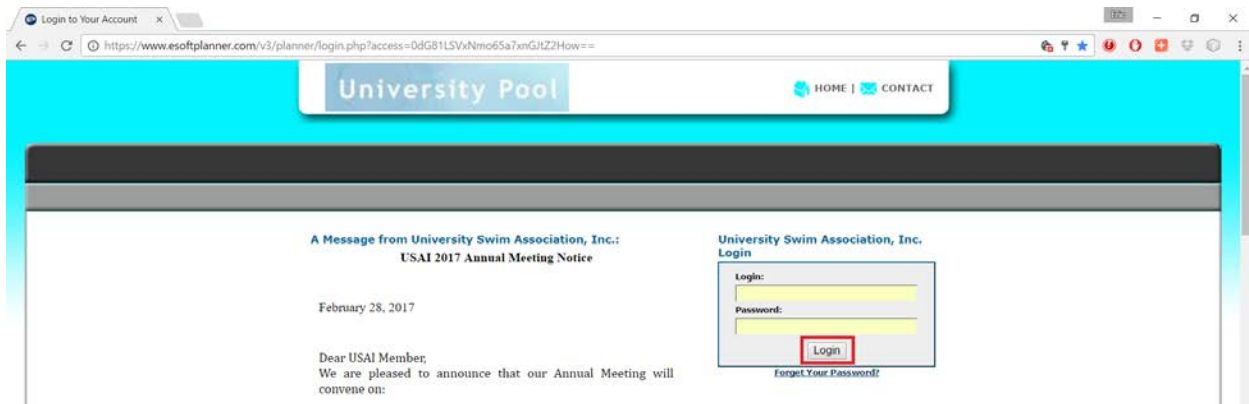 Login to Your Account
Eric
https://www.esoftplanner.com/v3/planner/login.php?access=0dG81LSVxNmo65a7xnGJtZ2How==
University Pool
HOME | CONTACT
A Message from University Swim Association, Inc.:
USAI 2017 Annual Meeting Notice
February 28, 2017
Dear USAI Member,
We are pleased to announce that our Annual Meeting will
convene on:
University Swim Association, Inc.
Login
Login:
Password:
Login
Forget Your Password?